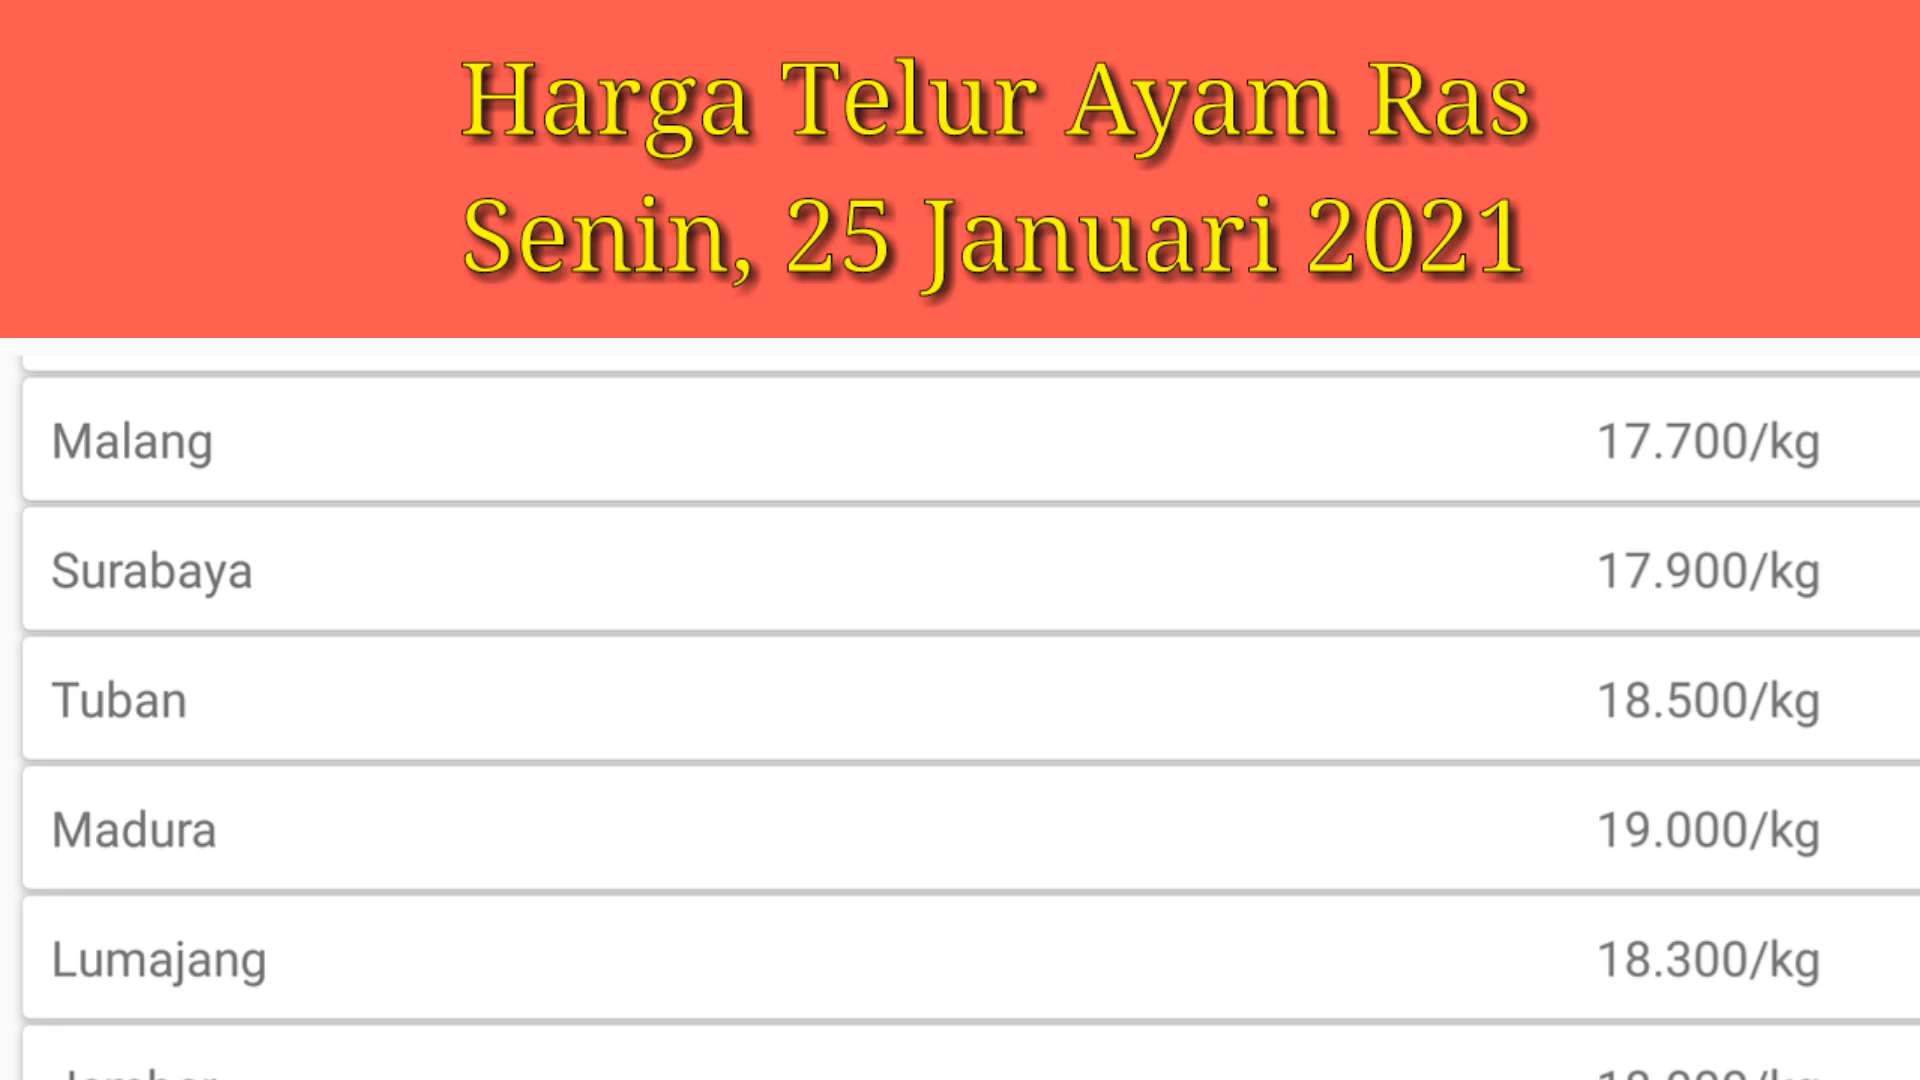 Harga Telur Ayam Ras
Senin, 25 Januari 2021
Malang 17.700/kg
Surabaya 17.900/kg
Tuban 18.500/kg
Madura 19.000/kg
Lumajang 18.300/kg